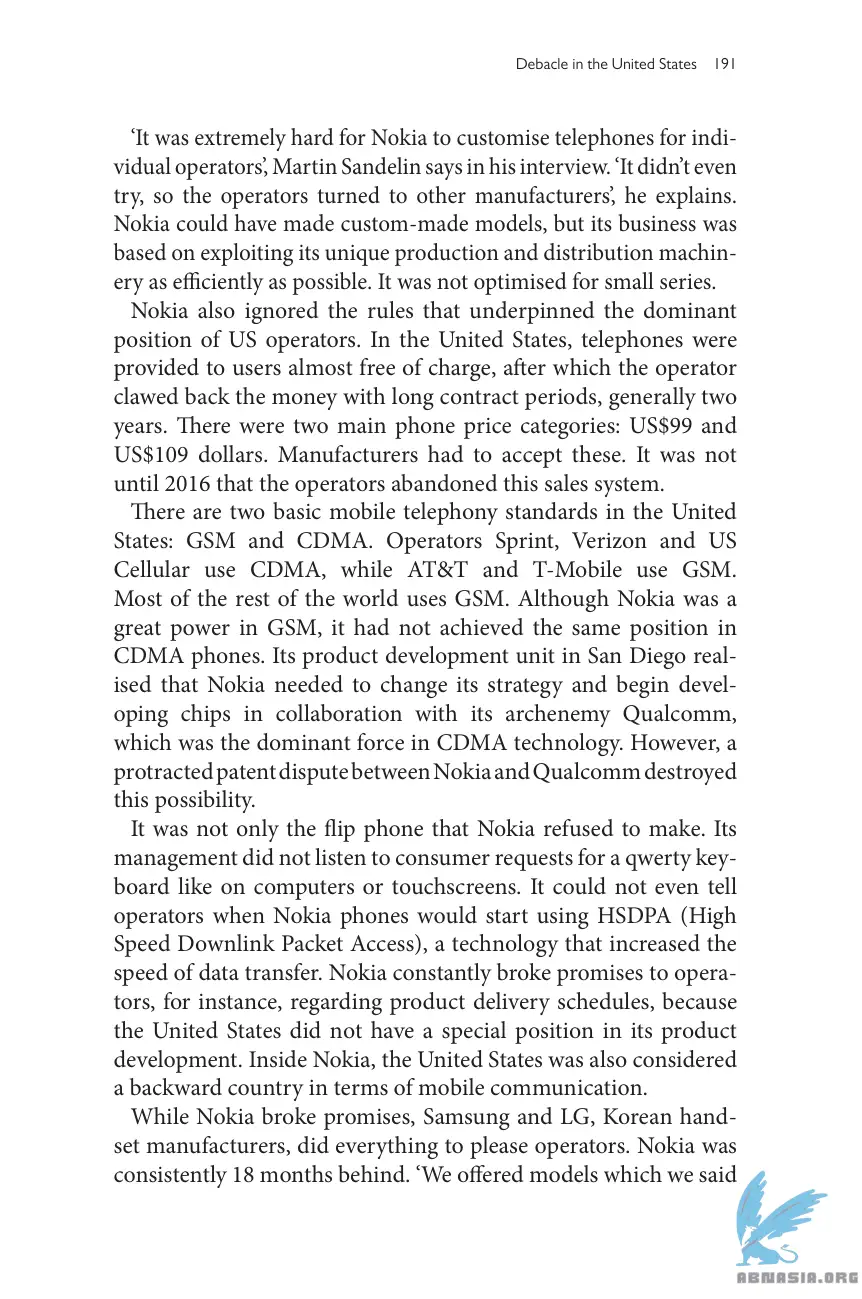 Debacle in the United States 191
‘It was extremely hard for Nokia to customise telephones for indi-
vidual operators’, Martin Sandelin says in his interview. ‘It didn’t even
try, so the operators turned to other manufacturers’, he explains.
Nokia could have made custom-made models, but its business was
based on exploiting its unique production and distribution machin-
ery as efficiently as possible. It was not optimised for small series.
Nokia also ignored the rules that underpinned the dominant
position of US operators. In the United States, telephones were
provided to users almost free of charge, after which the operator
clawed back the money with long contract periods, generally two
years. There were two main phone price categories: US$99 and
US$109 dollars. Manufacturers had to accept these. It was not
until 2016 that the operators abandoned this sales system.
There are two basic mobile telephony standards in the United
States: GSM and CDMA. Operators Sprint, Verizon and US
Cellular use CDMA, while AT&T and T-Mobile use GSM.
Most of the rest of the world uses GSM. Although Nokia was a
great power in GSM, it had not achieved the same position in
CDMA phones. Its product development unit in San Diego real-
ised that Nokia needed to change its strategy and begin devel-
oping chips in collaboration with its archenemy Qualcomm,
which was the dominant force in CDMA technology. However, a
protracted patent dispute between Nokia and Qualcomm destroyed
this possibility.
It was not only the flip phone that Nokia refused to make. Its
management did not listen to consumer requests for a qwerty key-
board like on computers or touchscreens. It could not even tell
operators when Nokia phones would start using HSDPA (High
Speed Downlink Packet Access), a technology that increased the
speed of data transfer. Nokia constantly broke promises to opera-
tors, for instance, regarding product delivery schedules, because
the United States did not have a special position in its product
development. Inside Nokia, the United States was also considered
a backward country in terms of mobile communication.
While Nokia broke promises, Samsung and LG, Korean hand-
set manufacturers, did everything to please operators. Nokia was
consistently 18 months behind. ‘We offered models which we said
ABNASIA.ORG